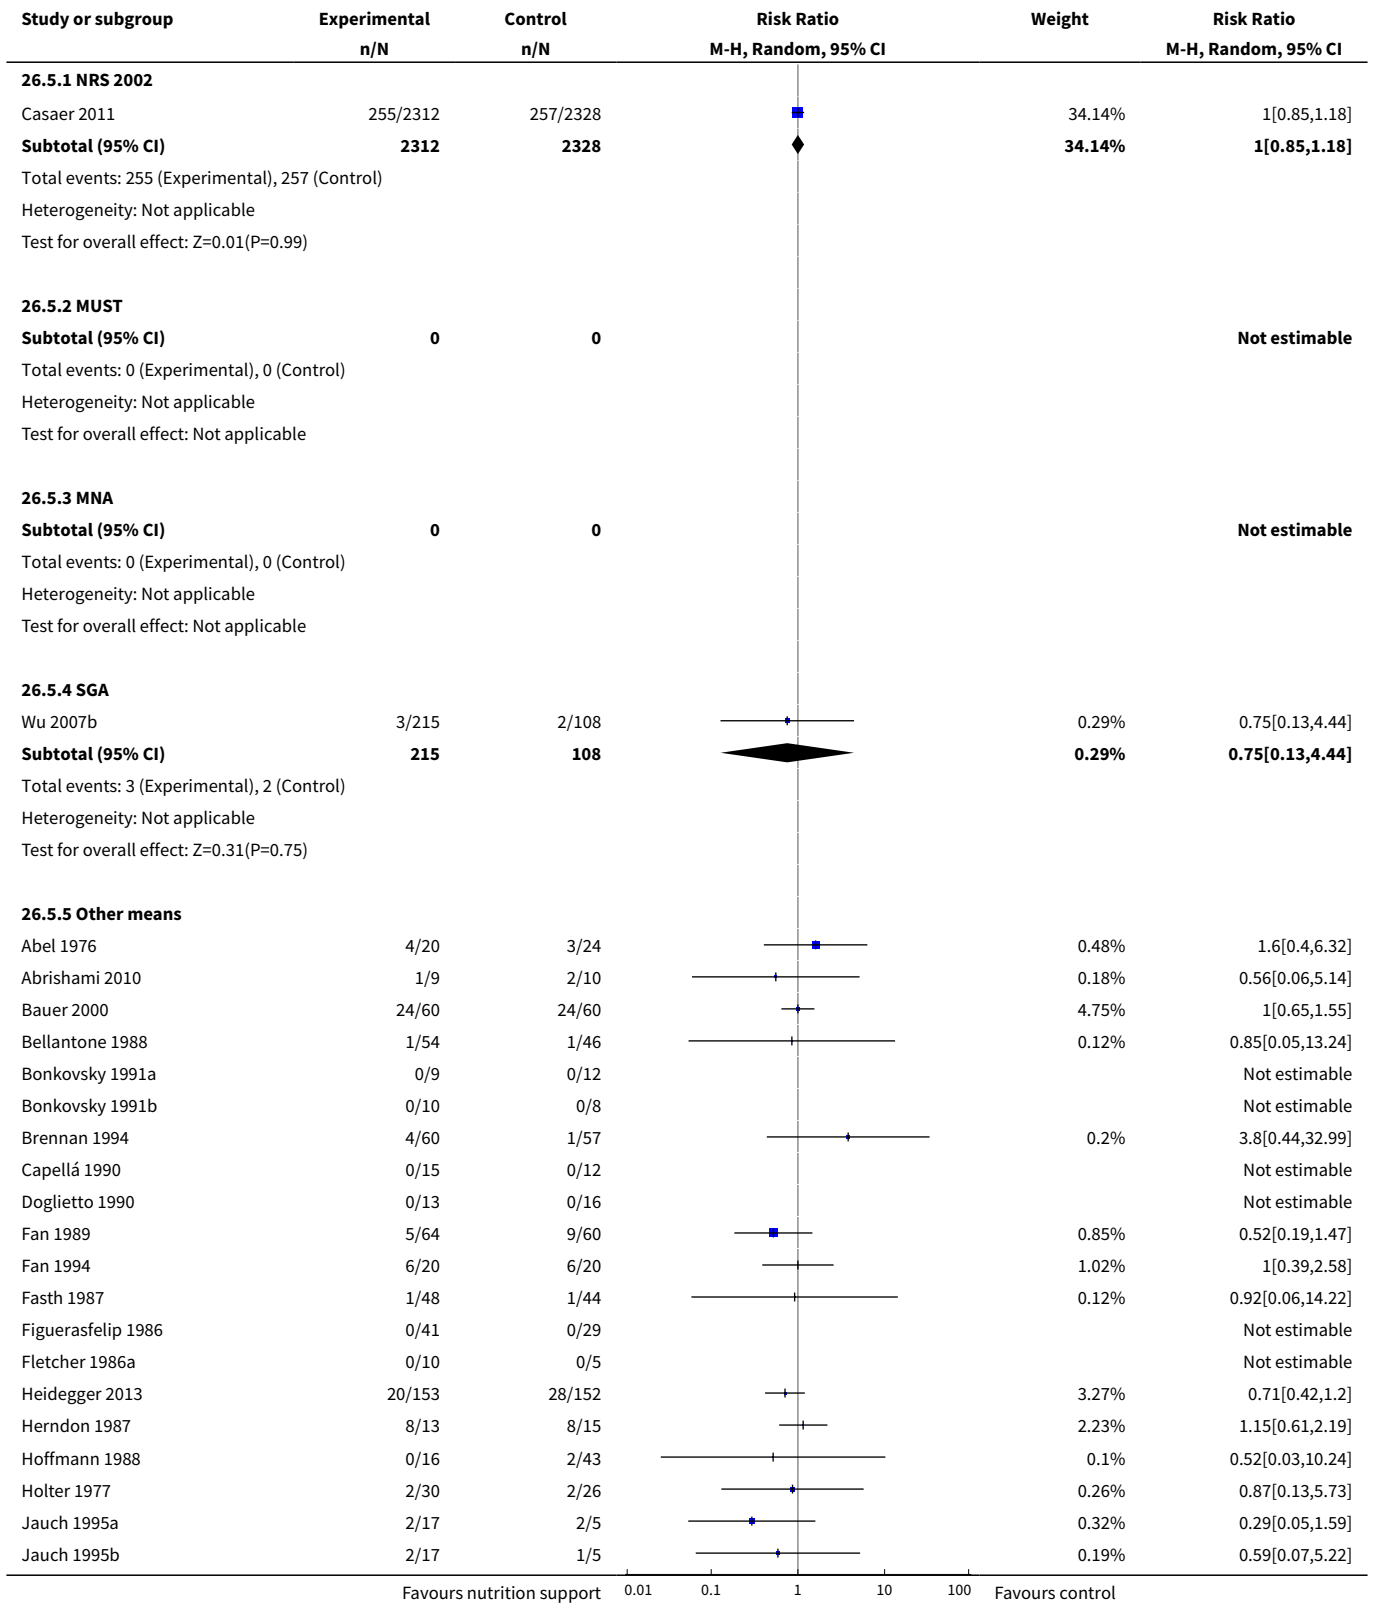 Study or subgroup Experimental Control Risk Ratio Weight Risk Ratio
n/N n/N M-H, Random, 95% CI M-H, Random, 95% CI
26.5.1 NRS 2002
Casaer 2011 255/2312 257/2328 34.14% 1[0.85,1.18]
Subtotal (95% CI) 2312 2328 34.14% 1[0.85,1.18]
Total events: 255 (Experimental), 257 (Control)
Heterogeneity: Not applicable
Test for overall effect: Z=0.01(P=0.99)
26.5.2 MUST
Subtotal (95% CI) 0 0 Not estimable
Total events: 0 (Experimental), 0 (Control)
Heterogeneity: Not applicable
Test for overall effect: Not applicable
26.5.3 MNA
Subtotal (95% CI) 0 0 Not estimable
Total events: 0 (Experimental), 0 (Control)
Heterogeneity: Not applicable
Test for overall effect: Not applicable
26.5.4 SGA
Wu 2007b 3/215 2/108 0.29% 0.75[0.13,4.44]
Subtotal (95% CI) 215 108 0.29% 0.75[0.13,4.44]
Total events: 3 (Experimental), 2 (Control)
Heterogeneity: Not applicable
Test for overall effect: Z=0.31(P=0.75)
26.5.5 Other means
Abel 1976 4/20 3/24 0.48% 1.6[0.4,6.32]
Abrishami 2010 1/9 2/10 0.18% 0.56[0.06,5.14]
Bauer 2000 24/60 24/60 4.75% 1[0.65,1.55]
Bellantone 1988 1/54 1/46 0.12% 0.85[0.05,13.24]
Bonkovsky 1991a 0/9 0/12 Not estimable
Bonkovsky 1991b 0/10 0/8 Not estimable
Brennan 1994 4/60 1/57 0.2% 3.8[0.44,32.99]
Capellá 1990 0/15 0/12 Not estimable
Doglietto 1990 0/13 0/16 Not estimable
Fan 1989 5/64 9/60 0.85% 0.52[0.19,1.47]
Fan 1994 6/20 6/20 1.02% 1[0.39,2.58]
Fasth 1987 1/48 1/44 0.12% 0.92[0.06,14.22]
Figuerasfelip 1986 0/41 0/29 Not estimable
Fletcher 1986a 0/10 0/5 Not estimable
Heidegger 2013 20/153 28/152 3.27% 0.71[0.42,1.2]
Herndon 1987 8/13 8/15 2.23% 1.15[0.61,2.19]
Hoffmann 1988 0/16 2/43 0.1% 0.52[0.03,10.24]
Holter 1977 2/30 2/26 0.26% 0.87[0.13,5.73]
Jauch 1995a 2/17 2/5 0.32% 0.29[0.05,1.59]
Jauch 1995b 2/17 1/5 0.19% 0.59[0.07,5.22]
Favours nutrition support 0.01 0.1 1 10 100 Favours control